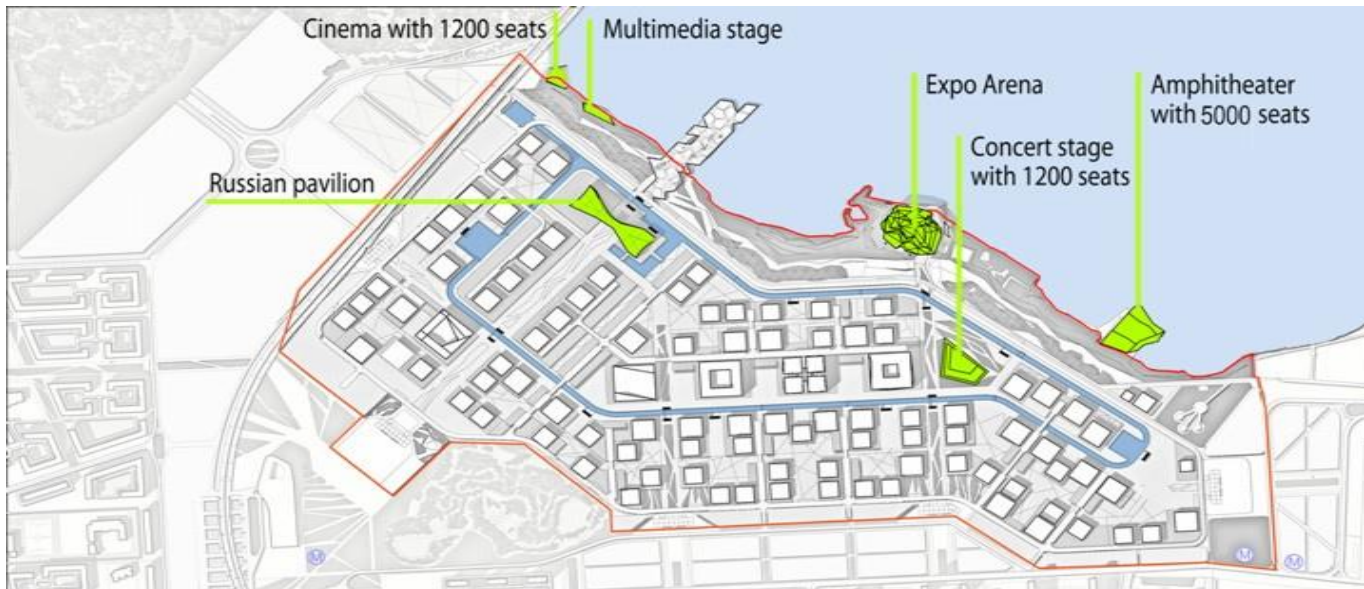 Cinema with 1200 seats
Multimedia stage
Expo Arena
Amphitheater
with 5000 seats
Concert stage
with 1200 seats
Russian pavilion
M
M
M